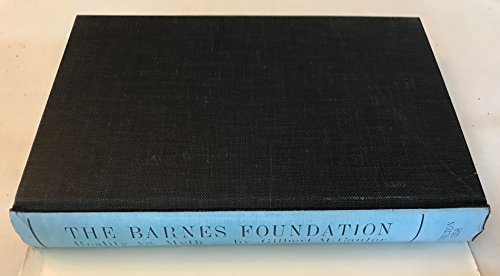 THE BARNES FOUNDATION
Reality vs. Myth by Gilbert M. Cantor